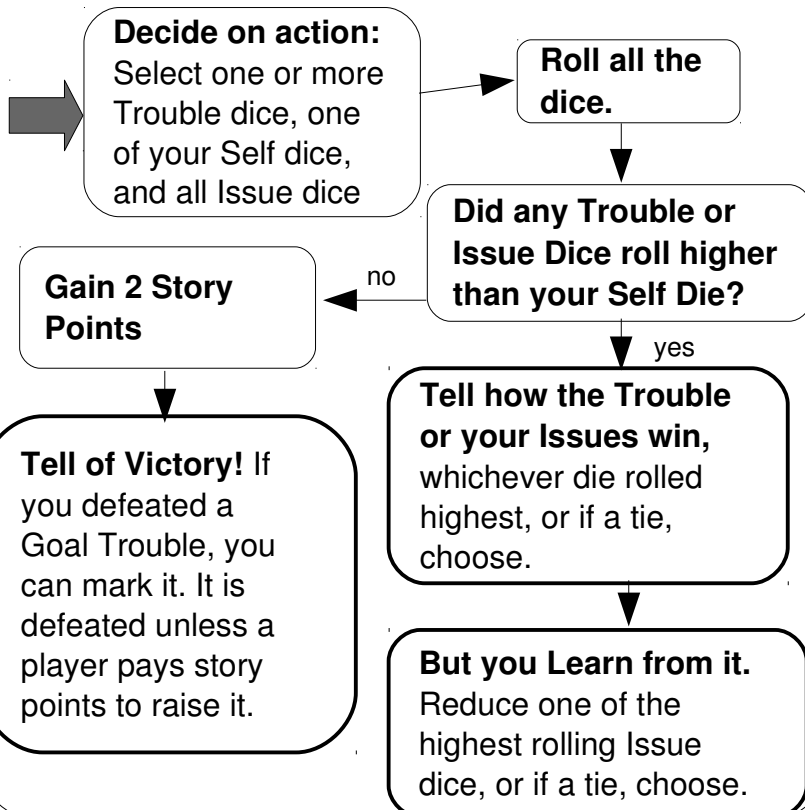 Decide on action:
Select one or more
Trouble dice, one
of your Self dice,
and all Issue dice
Roll all the
dice.
Did any Trouble or
Issue Dice roll higher
than your Self Die?
no
Gain 2 Story
Points
yes
Tell of Victory! If
you defeated a
Goal Trouble, you
can mark it. It is
defeated unless a
player pays story
points to raise it.
Tell how the Trouble
or your Issues win,
whichever die rolled
highest, or if a tie,
choose.
But you Learn from it.
Reduce one of the
highest rolling Issue
dice, or if a tie, choose.